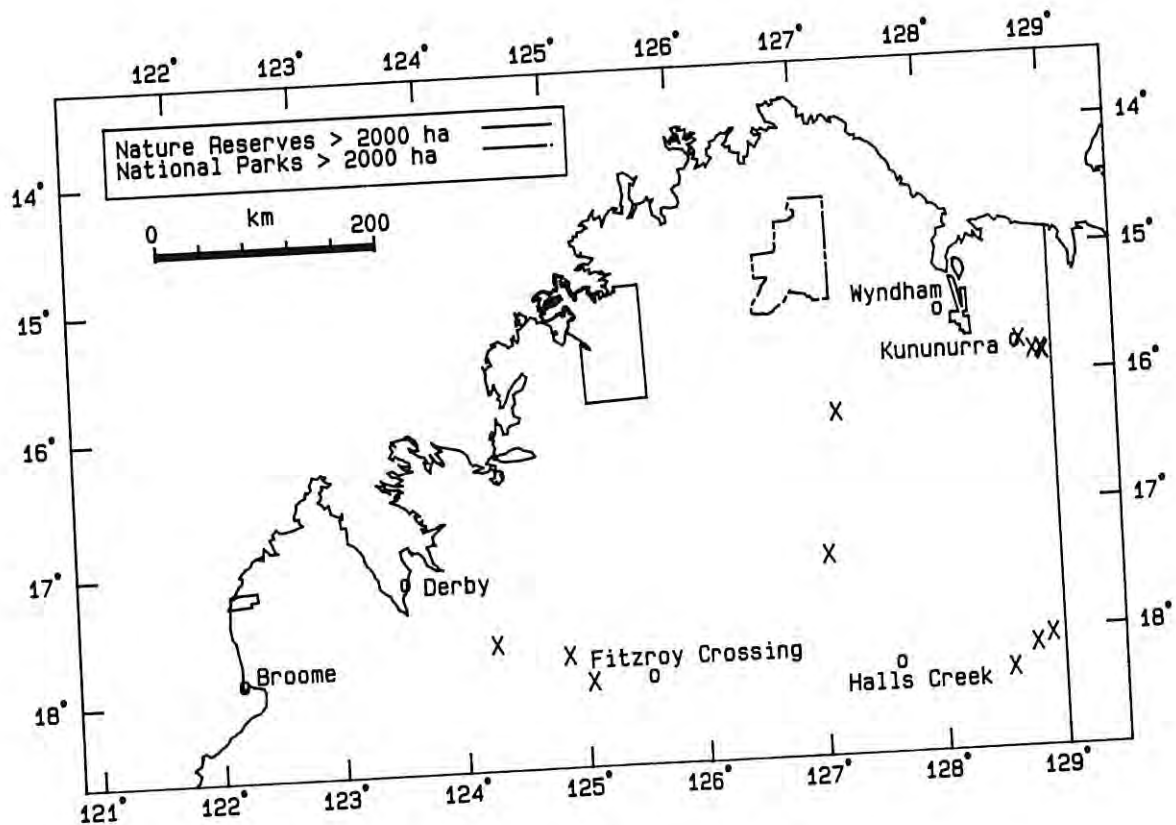 122° 123° 124° 125° 126° 127° 128° 129°
Nature Reserves > 2000 ha
National Parks > 2000 ha
km
0 200
14°
14°
15°
15°
16°
16°
17°
17°
18°
18°
Wyndham
Kununurra
Derby
Broome
Fitzroy Crossing
Halls Creek
121° 122° 123° 124° 125° 126° 127° 128° 129°